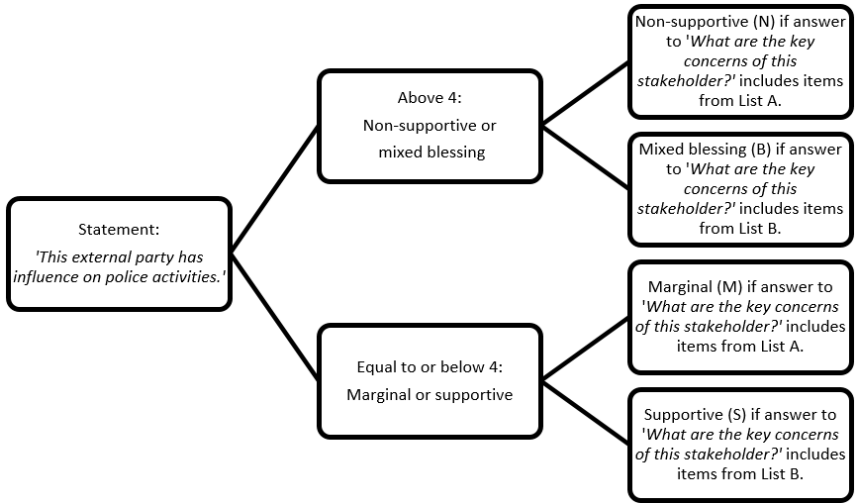 Statement:
'This external party has
influence on police activities.'
Above 4:
Non-supportive or
mixed blessing
Equal to or below 4:
Marginal or supportive
Non-supportive (N) if answer
to 'What are the key
concerns of this
stakeholder?' includes items
from List A.
Mixed blessing (B) if answer
to 'What are the key
concerns of this
stakeholder?' includes items
from List B.
Marginal (M) if answer to
'What are the key concerns
of this stakeholder?' includes
items from List A.
Supportive (S) if answer to
'What are the key concerns
of this stakeholder?' includes
items from List B.